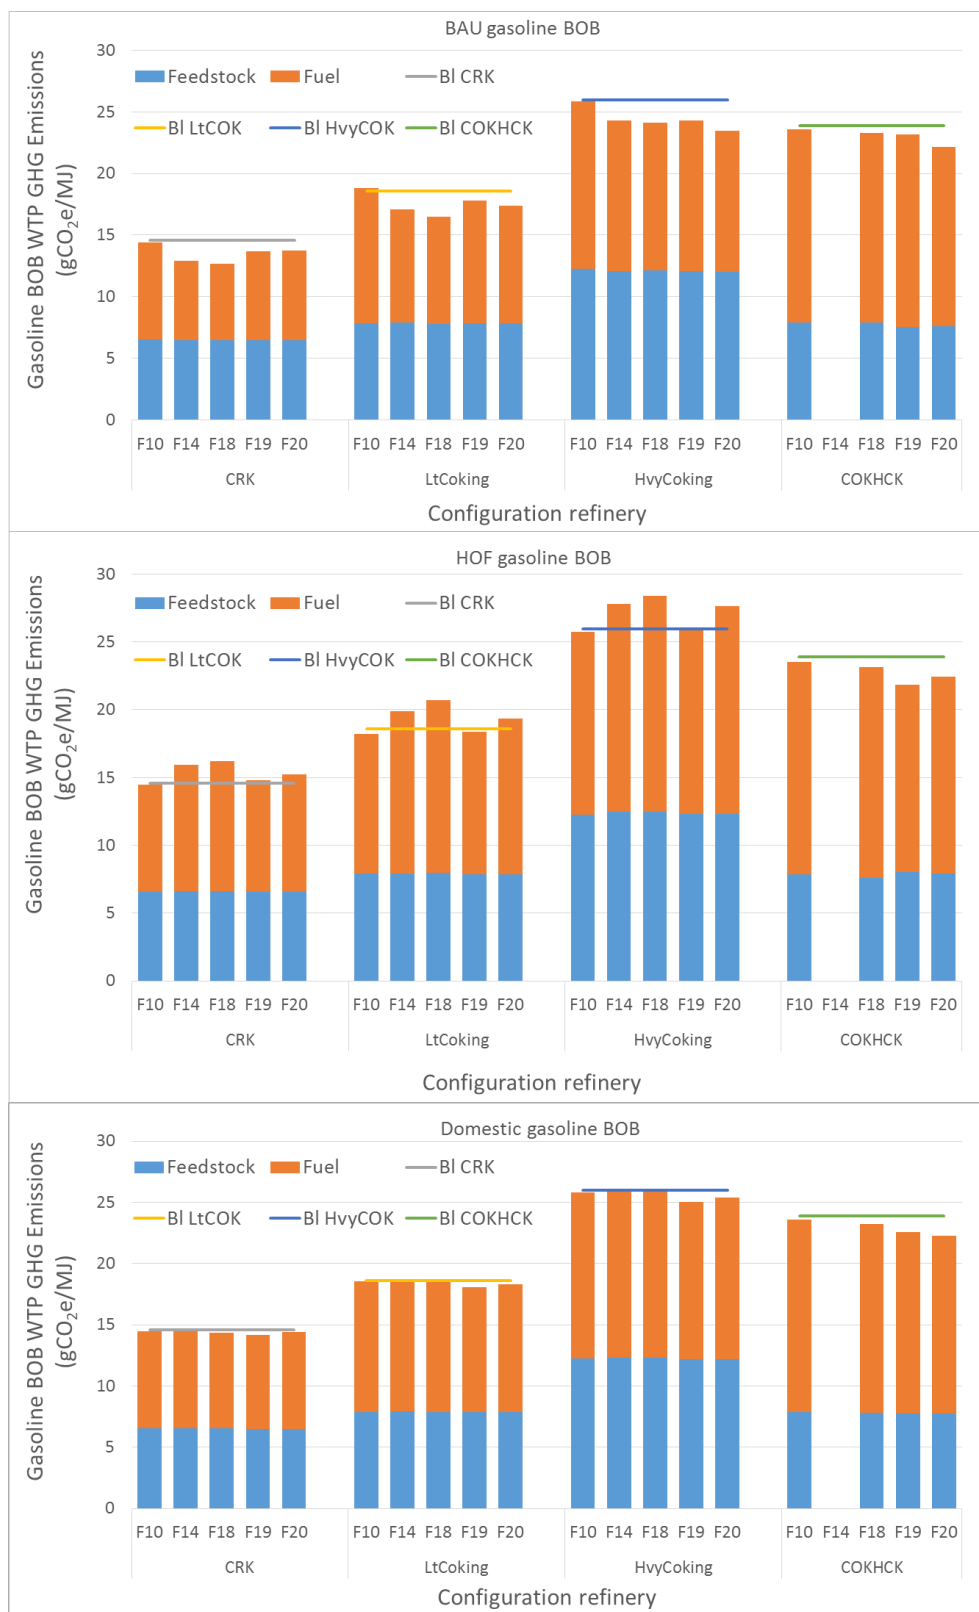 BAU gasoline BOB
Gasoline BOB WTP GHG Emissions
(gCO₂e/MJ)
30
25
20
15
10
5
0
Feedstock Fuel Bl CRK
Bl LtCOK Bl HvyCOK Bl COKHCK
F10 F14 F18 F19 F20 F10 F14 F18 F19 F20 F10 F14 F18 F19 F20 F10 F14 F18 F19 F20
CRK LtCoking HvyCoking COKHCK
Configuration refinery
HOF gasoline BOB
Gasoline BOB WTP GHG Emissions
(gCO₂e/MJ)
30
25
20
15
10
5
0
Feedstock Fuel Bl CRK
Bl LtCOK Bl HvyCOK Bl COKHCK
F10 F14 F18 F19 F20 F10 F14 F18 F19 F20 F10 F14 F18 F19 F20 F10 F14 F18 F19 F20
CRK LtCoking HvyCoking COKHCK
Configuration refinery
Domestic gasoline BOB
Gasoline BOB WTP GHG Emissions
(gCO₂e/MJ)
30
25
20
15
10
5
0
Feedstock Fuel Bl CRK
Bl LtCOK Bl HvyCOK Bl COKHCK
F10 F14 F18 F19 F20 F10 F14 F18 F19 F20 F10 F14 F18 F19 F20 F10 F14 F18 F19 F20
CRK LtCoking HvyCoking COKHCK
Configuration refinery